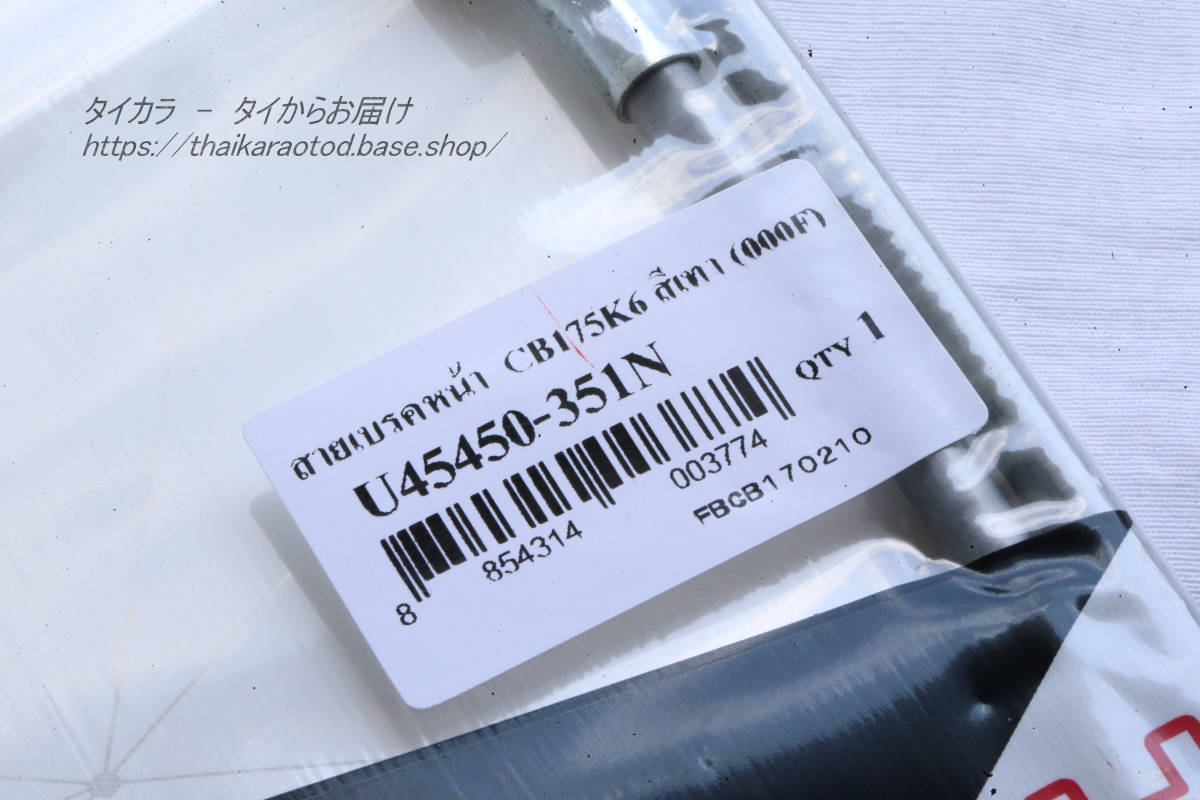 タイカラ － タイからお届け
https://thaikaraotod.base.shop/
สายเบรคหน้า CB175K6 สีเทา (000F)
U45450-351N
QTY 1
8 854314 003774
FBCB170210